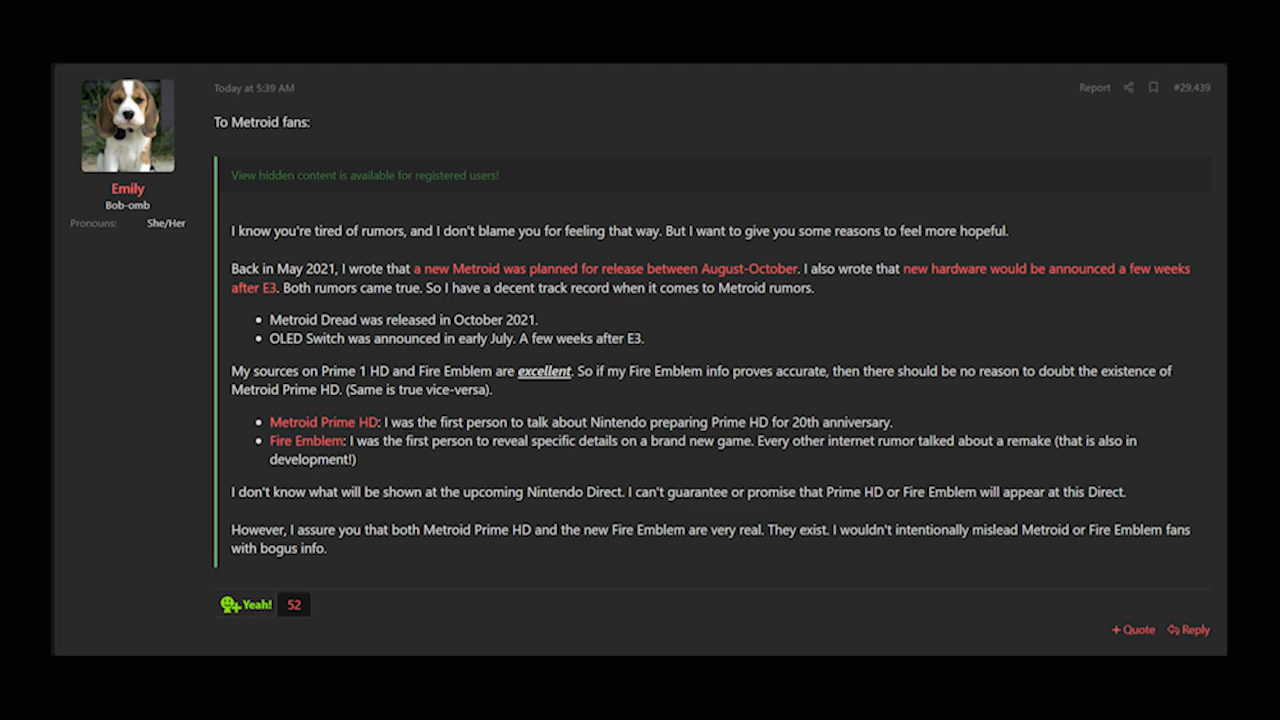 Today at 5:39 AM
Report
#29,439
To Metroid fans:
Emily
Bob-omb
Pronouns: She/Her
View hidden content is available for registered users!
I know you're tired of rumors, and I don't blame you for feeling that way. But I want to give you some reasons to feel more hopeful.
Back in May 2021, I wrote that a new Metroid was planned for release between August-October. I also wrote that new hardware would be announced a few weeks
after E3. Both rumors came true. So I have a decent track record when it comes to Metroid rumors.
• Metroid Dread was released in October 2021.
• OLED Switch was announced in early July. A few weeks after E3.
My sources on Prime 1 HD and Fire Emblem are excellent. So if my Fire Emblem info proves accurate, then there should be no reason to doubt the existence of
Metroid Prime HD. (Same is true vice-versa).
• Metroid Prime HD: I was the first person to talk about Nintendo preparing Prime HD for 20th anniversary.
• Fire Emblem: I was the first person to reveal specific details on a brand new game. Every other internet rumor talked about a remake (that is also in
development!)
I don't know what will be shown at the upcoming Nintendo Direct. I can't guarantee or promise that Prime HD or Fire Emblem will appear at this Direct.
However, I assure you that both Metroid Prime HD and the new Fire Emblem are very real. They exist. I wouldn't intentionally mislead Metroid or Fire Emblem fans
with bogus info.
Yeah! 52
+ Quote Reply